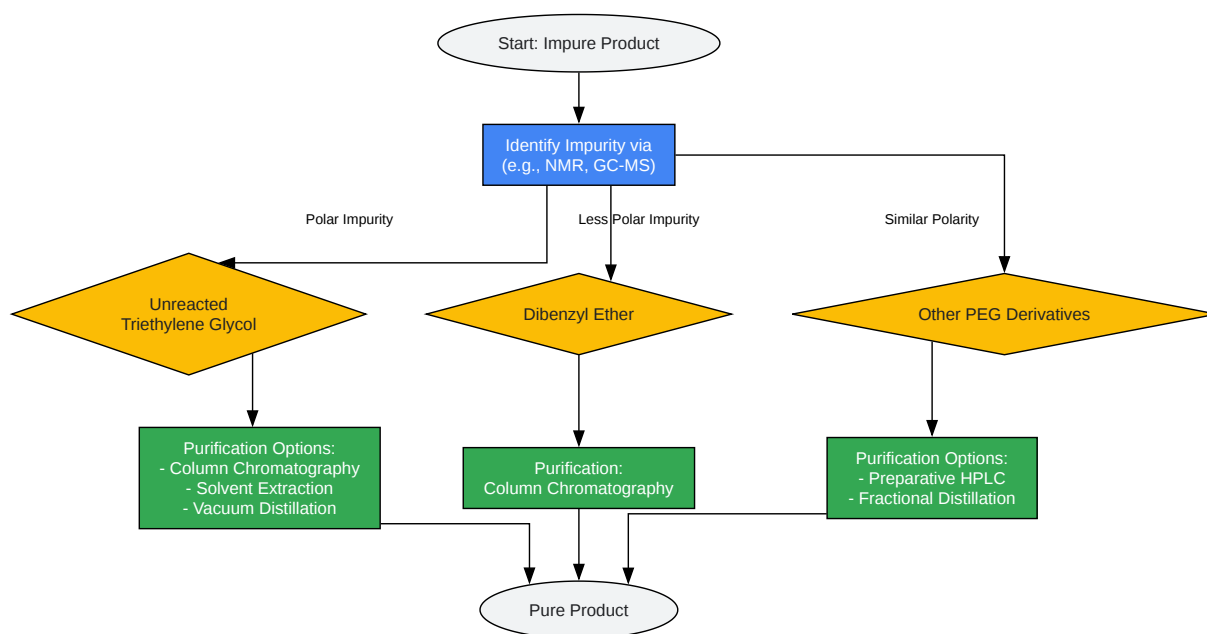 Start: Impure Product
Identify Impurity via
(e.g., NMR, GC-MS)
Polar Impurity
Less Polar Impurity
Similar Polarity
Unreacted
Triethylene Glycol
Dibenzyl Ether
Other PEG Derivatives
Purification Options:
- Column Chromatography
- Solvent Extraction
- Vacuum Distillation
Purification:
Column Chromatography
Purification Options:
- Preparative HPLC
- Fractional Distillation
Pure Product